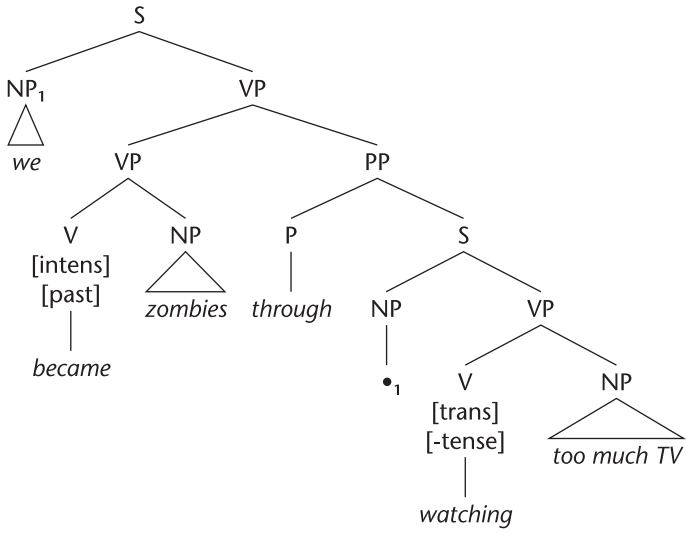 S
NP₁ VP
we VP PP
V NP P S
[intens]
[past]
zombies through NP VP
became •₁ V NP
[trans]
[-tense]
too much TV
watching